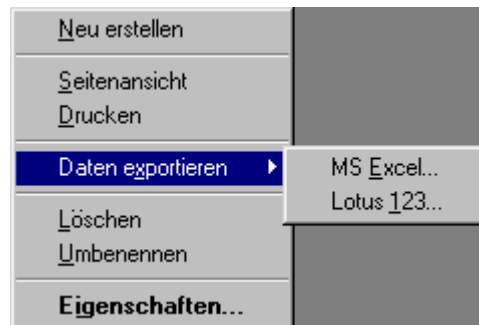 Neu erstellen
Seitenansicht
Drucken
Daten exportieren
MS Excel...
Lotus 123...
Löschen
Umbenennen
Eigenschaften...